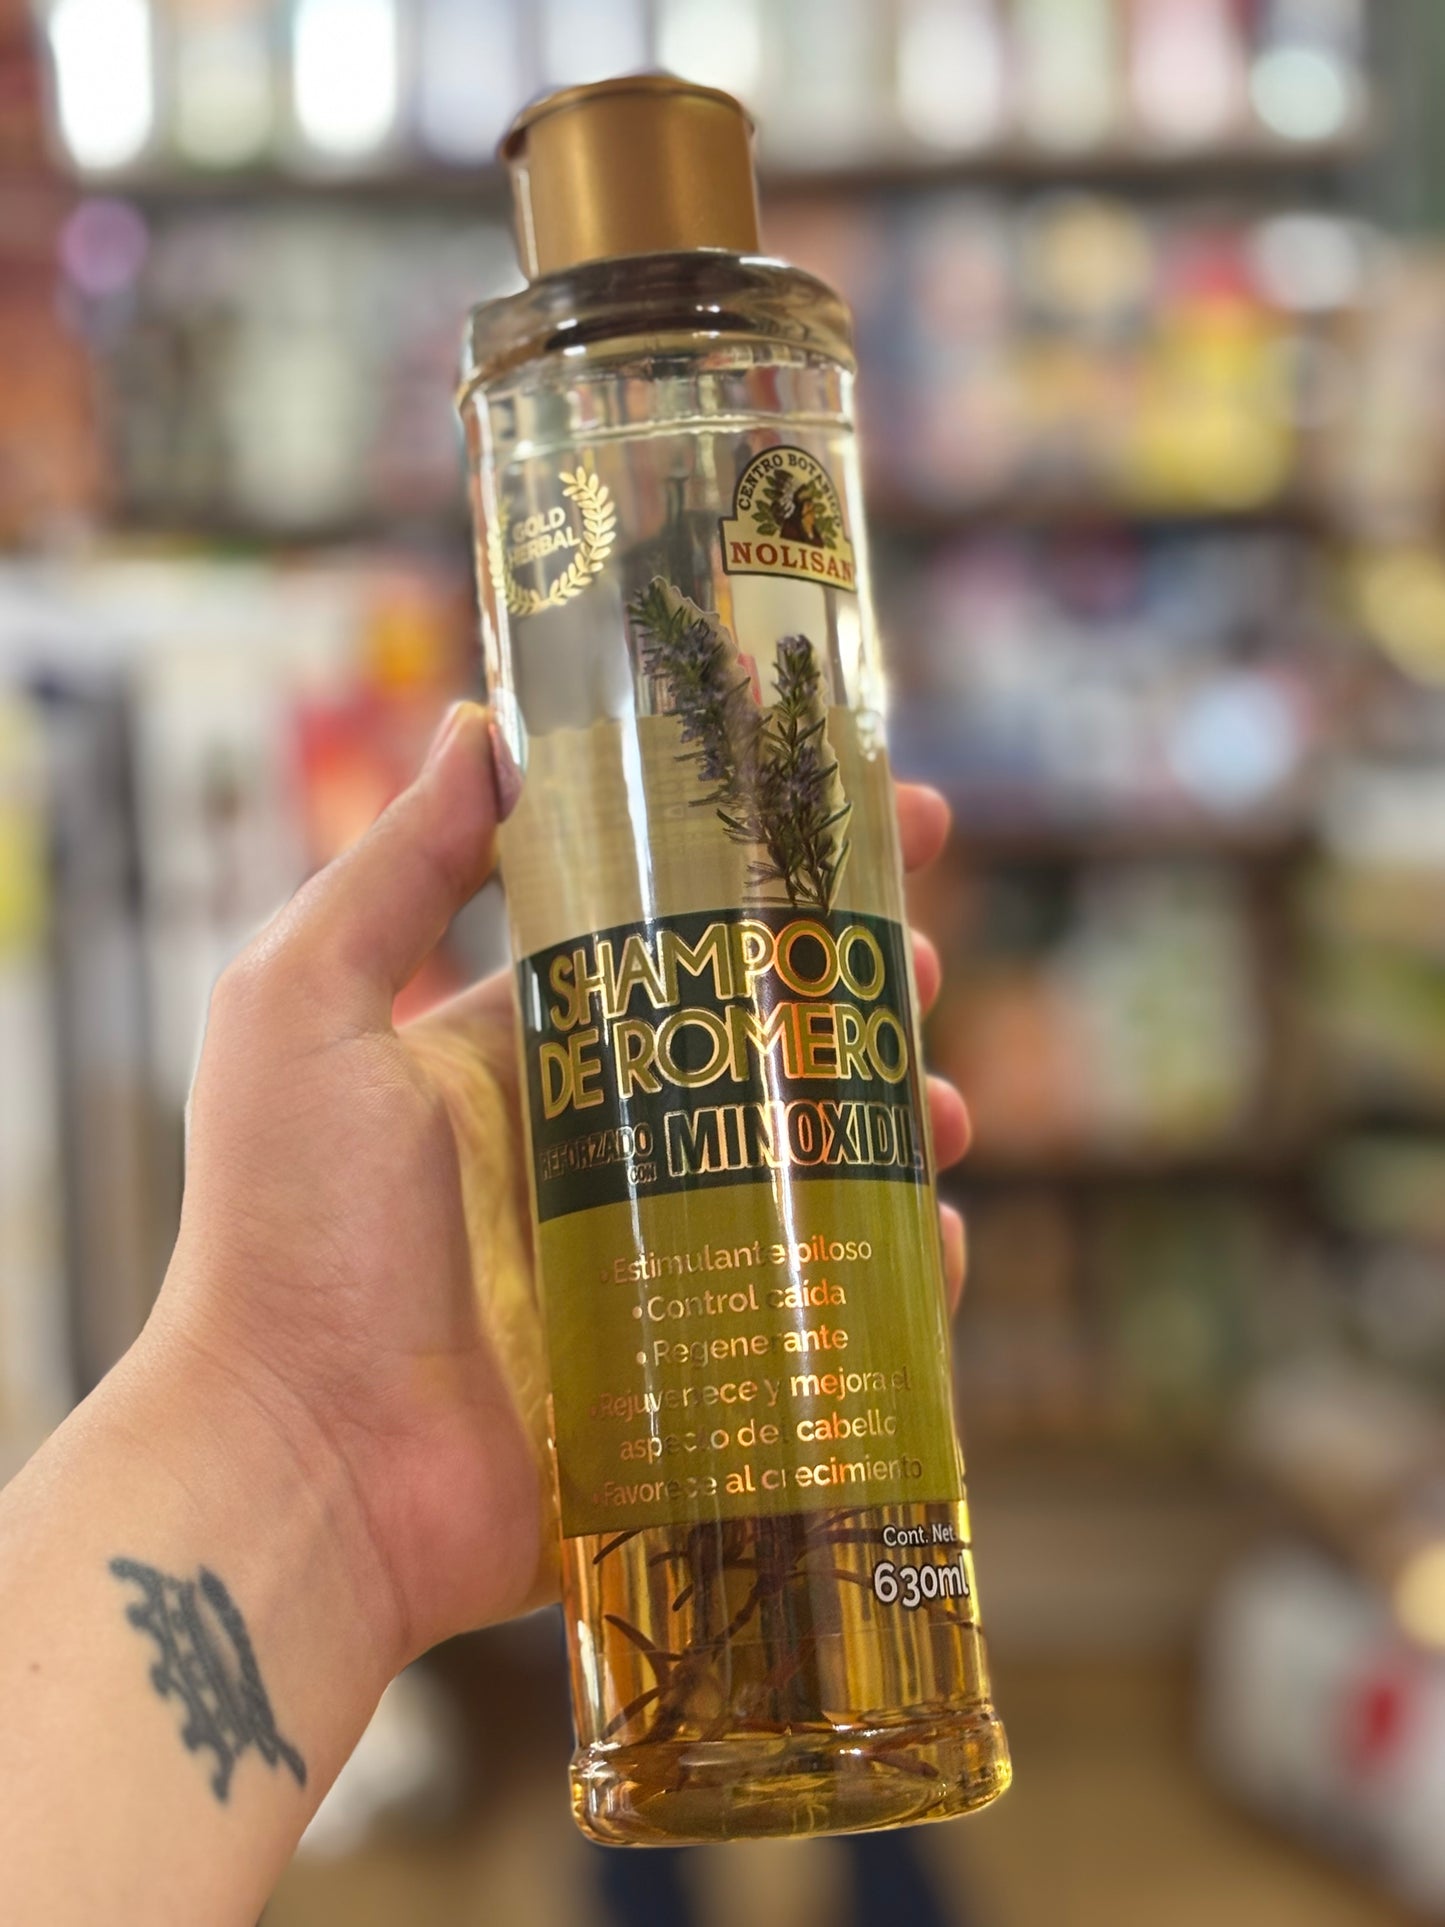 GOLD
HERBAL
CENTRO BOTANICO
NOLISAN
SHAMPOO
DE ROMERO
REFORZADO
CON
MINOXIDIL
• Estimulante piloso
• Control caída
• Regenerante
• Rejuvenece y mejora el
aspecto del cabello
• Favorece al crecimiento
Cont. Net.
630ml